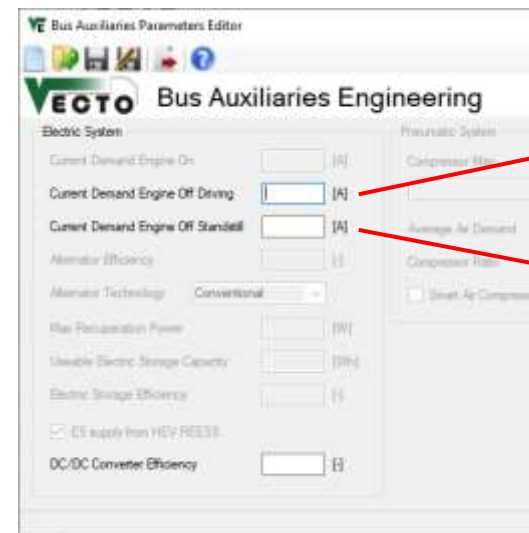 VE Bus Auxiliaries Parameters Editor
VECTO Bus Auxiliaries Engineering
Electric System
Pneumatic System
Current Demand Engine On [A]
Compressor Map
Current Demand Engine Off Driving [A]
Current Demand Engine Off Standstill [A]
Average Air Demand
Alternator Efficiency [-]
Compressor Ratio
Alternator Technology Conventional
Smart Air Compres
Max Recuperation Power [W]
Useable Electric Storage Capacity [Wh]
Electric Storage Efficiency [-]
ES supply from HEV REESS
DC/DC Converter Efficiency [-]